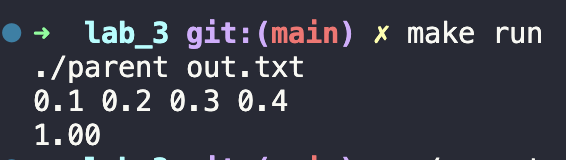 ➜ lab_3 git:(main) ✗ make run
./parent out.txt
0.1 0.2 0.3 0.4
1.00